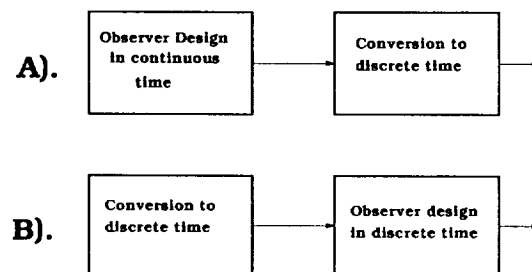 A).
Observer Design
in continuous
time
Conversion to
discrete time
B).
Conversion to
discrete time
Observer design
in discrete time